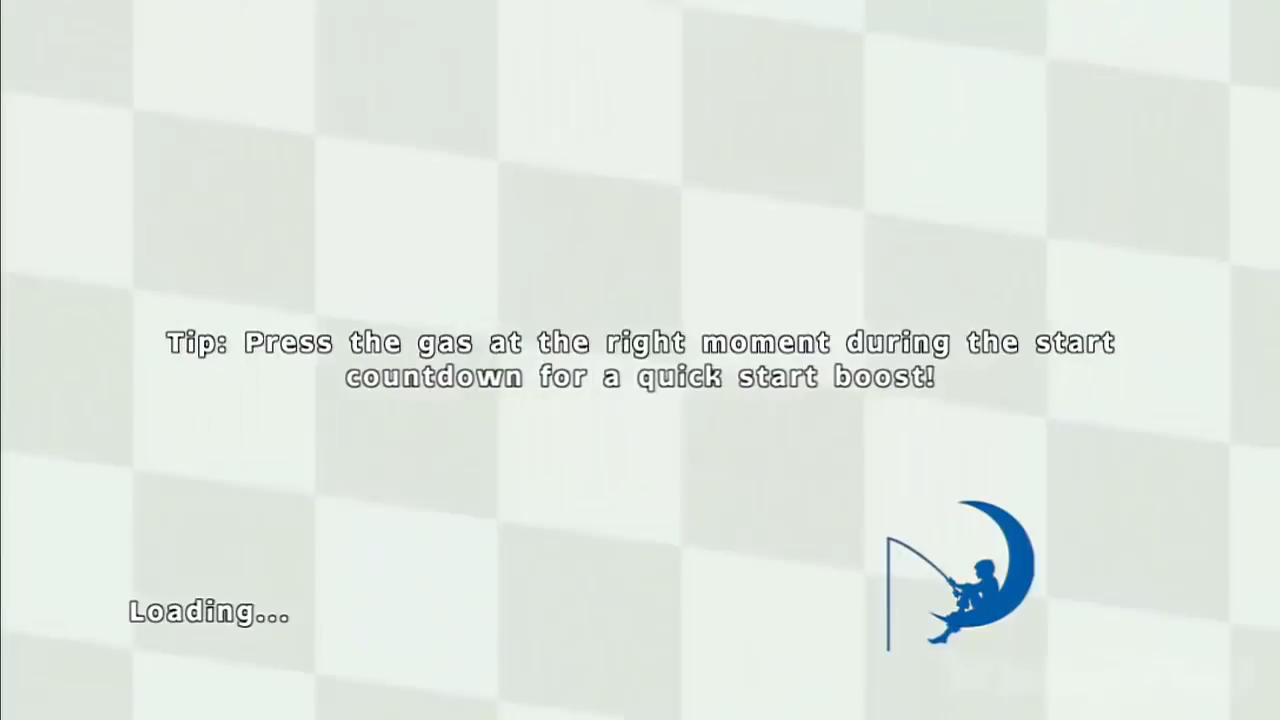 Tip: Press the gas at the right moment during the start
countdown for a quick start boost!
Loading...